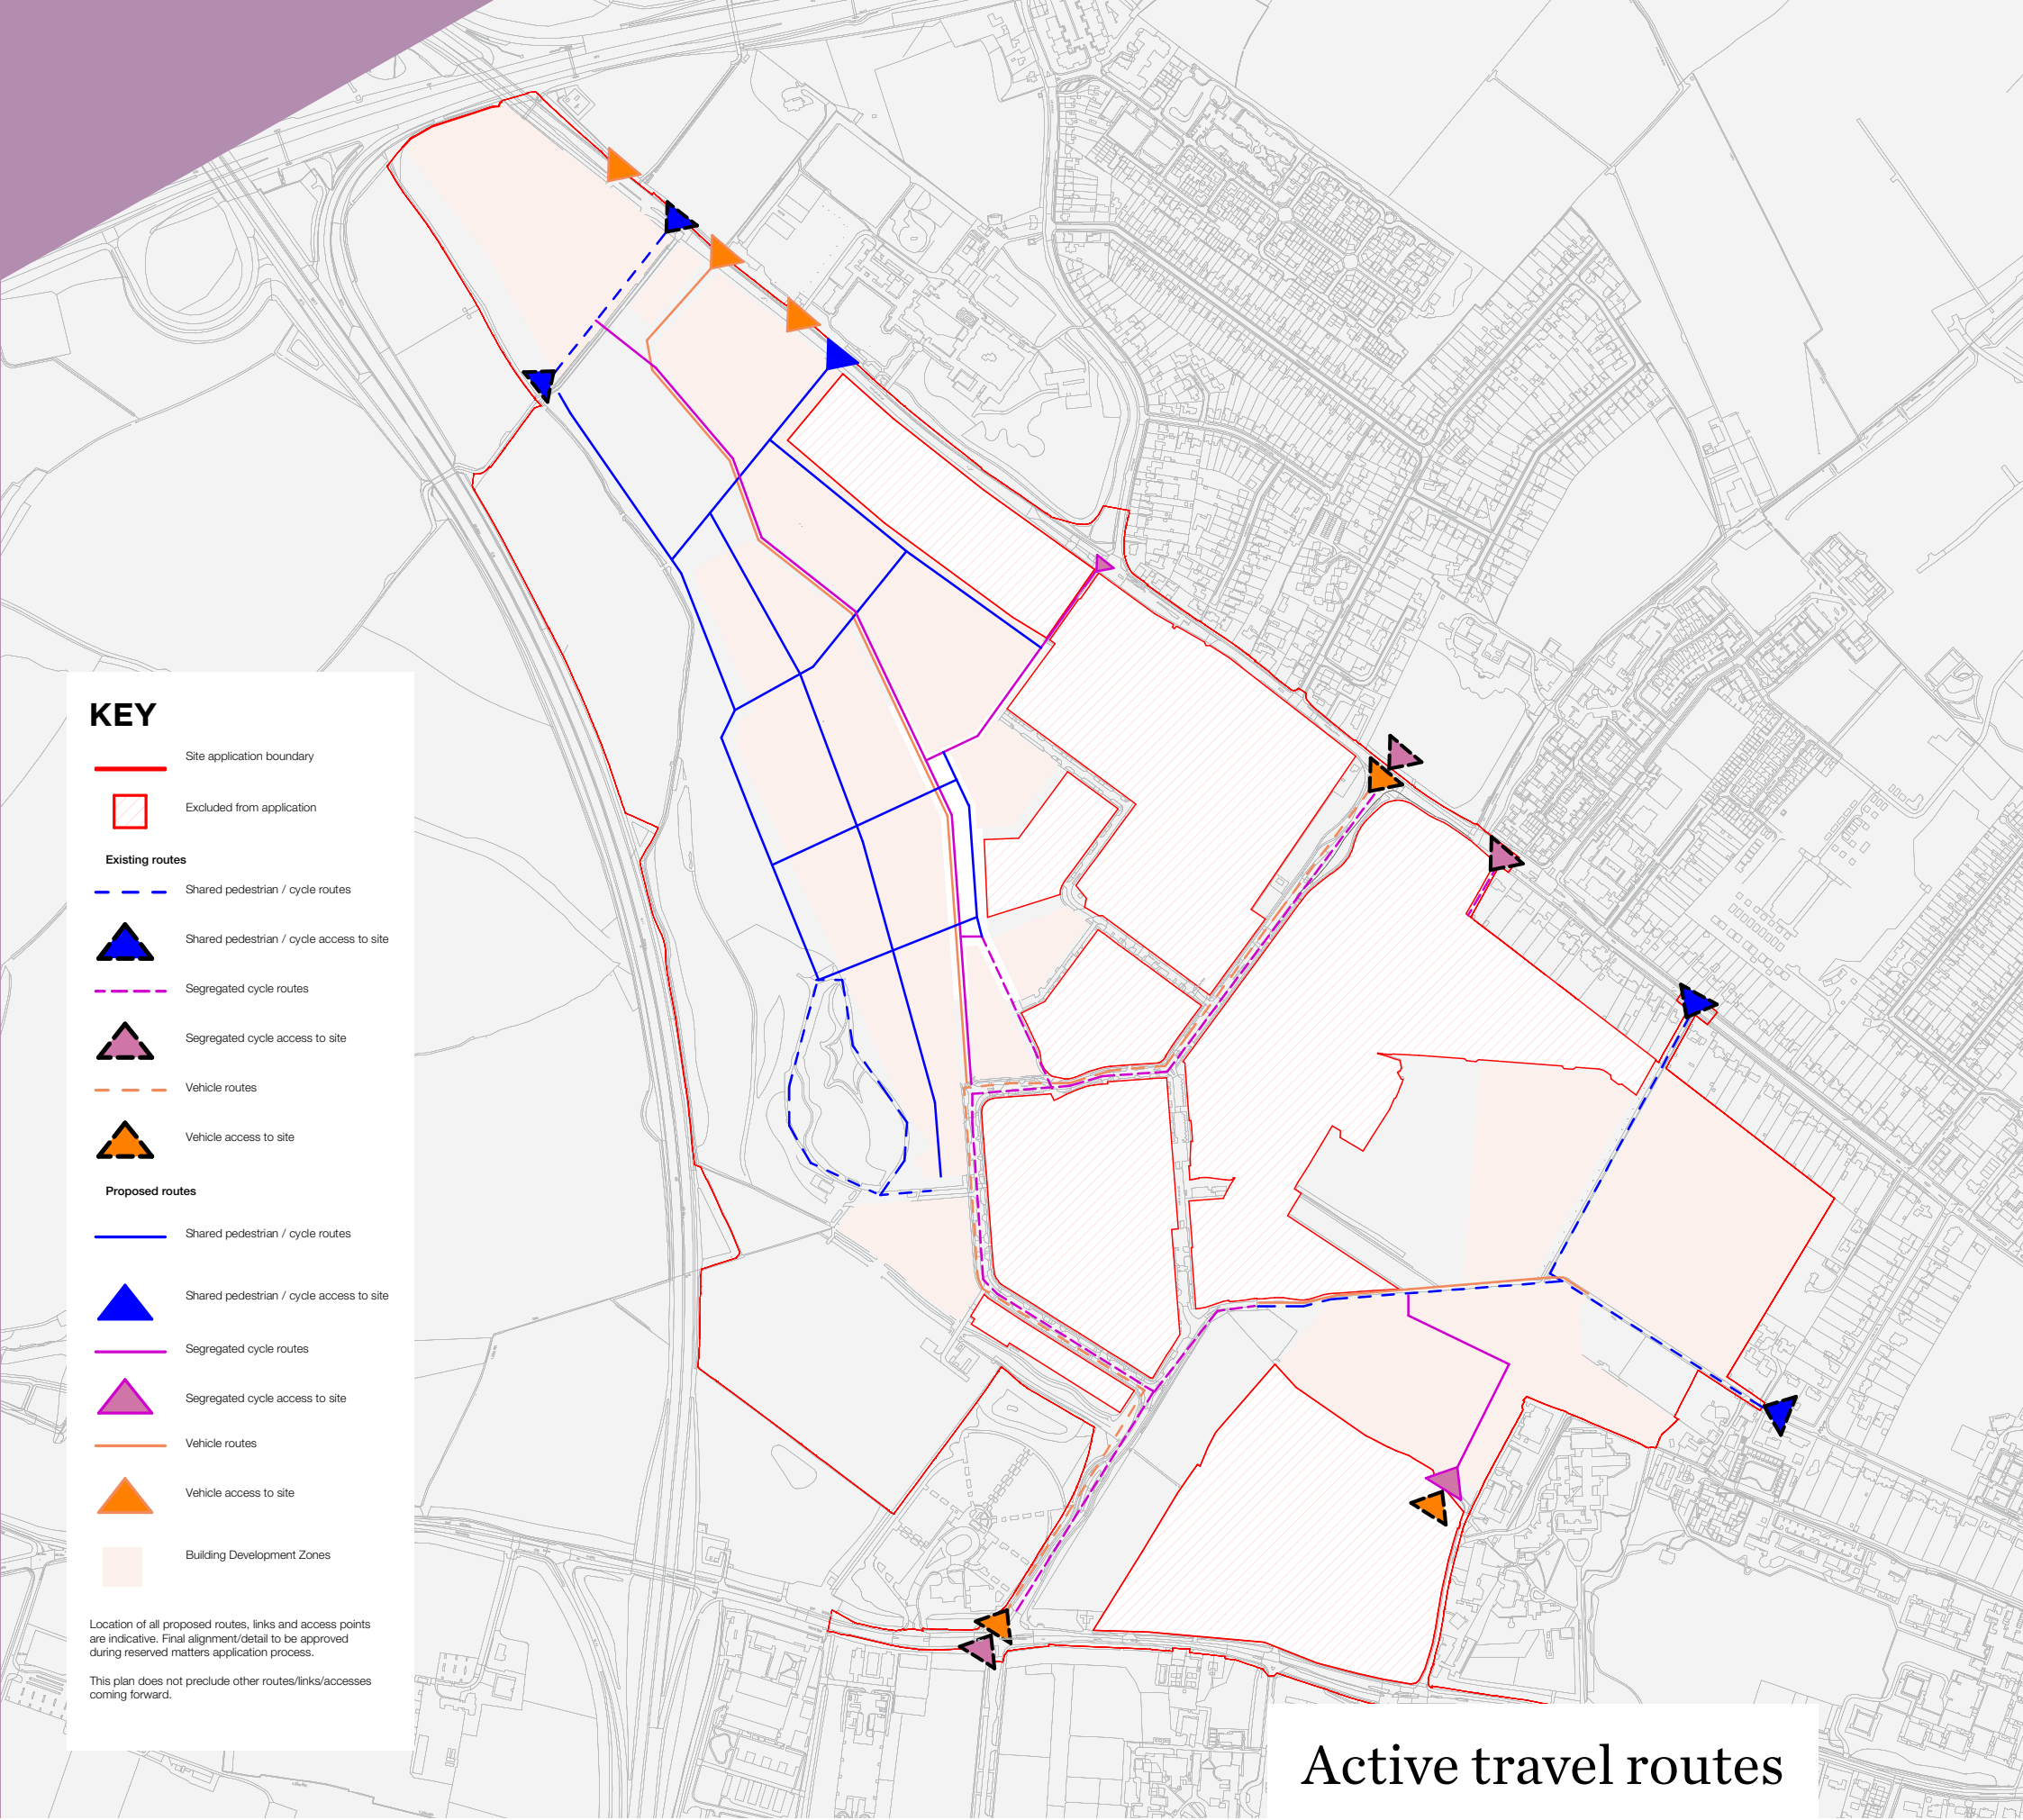 KEY
Site application boundary
Excluded from application
Existing routes
Shared pedestrian / cycle routes
Shared pedestrian / cycle access to site
Segregated cycle routes
Segregated cycle access to site
Vehicle routes
Vehicle access to site
Proposed routes
Shared pedestrian / cycle routes
Shared pedestrian / cycle access to site
Segregated cycle routes
Segregated cycle access to site
Vehicle routes
Vehicle access to site
Building Development Zones
Location of all proposed routes, links and access points
are indicative. Final alignment/detail to be approved
during reserved matters application process.
This plan does not preclude other routes/links/accesses
coming forward.
Active travel routes